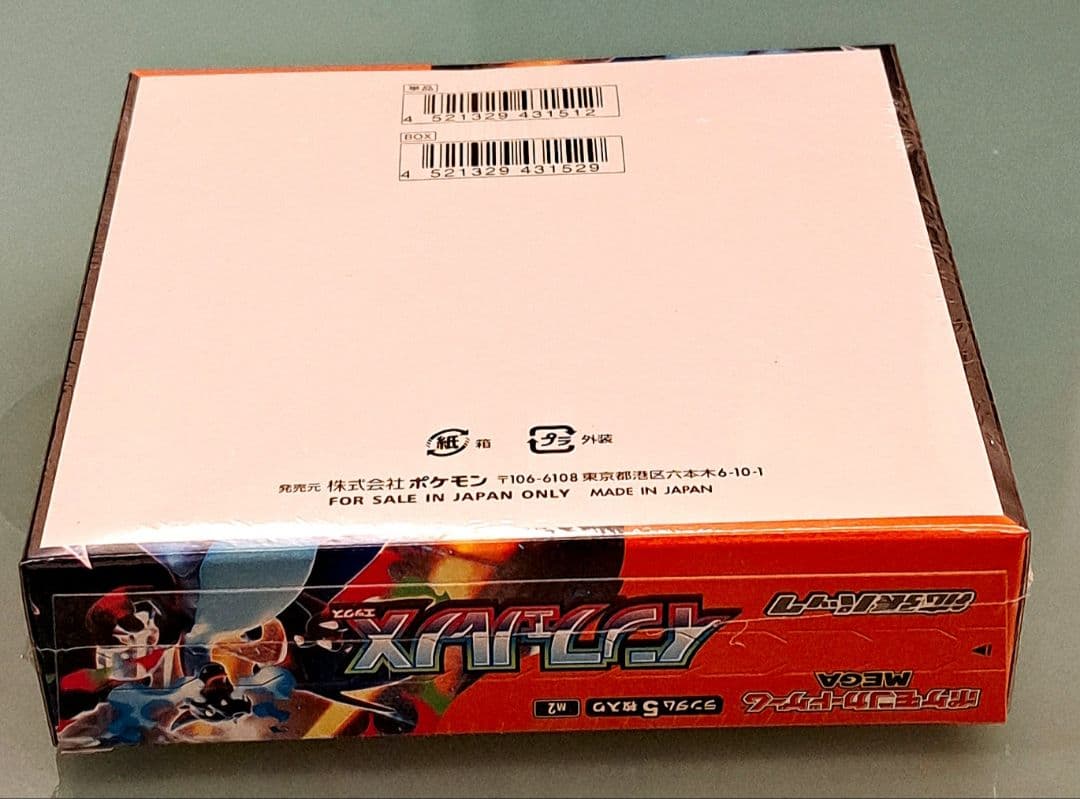 単品
4 521329 431512
BOX
4 521329 431529
紙 箱 プラ 外装
発売元 株式会社ポケモン 〒106-6108 東京都港区六本木6-10-1
FOR SALE IN JAPAN ONLY MADE IN JAPAN
ポケモンカードゲーム
MEGA
拡張パック
インフェルノX
エックス
ランダム5枚入り
m2